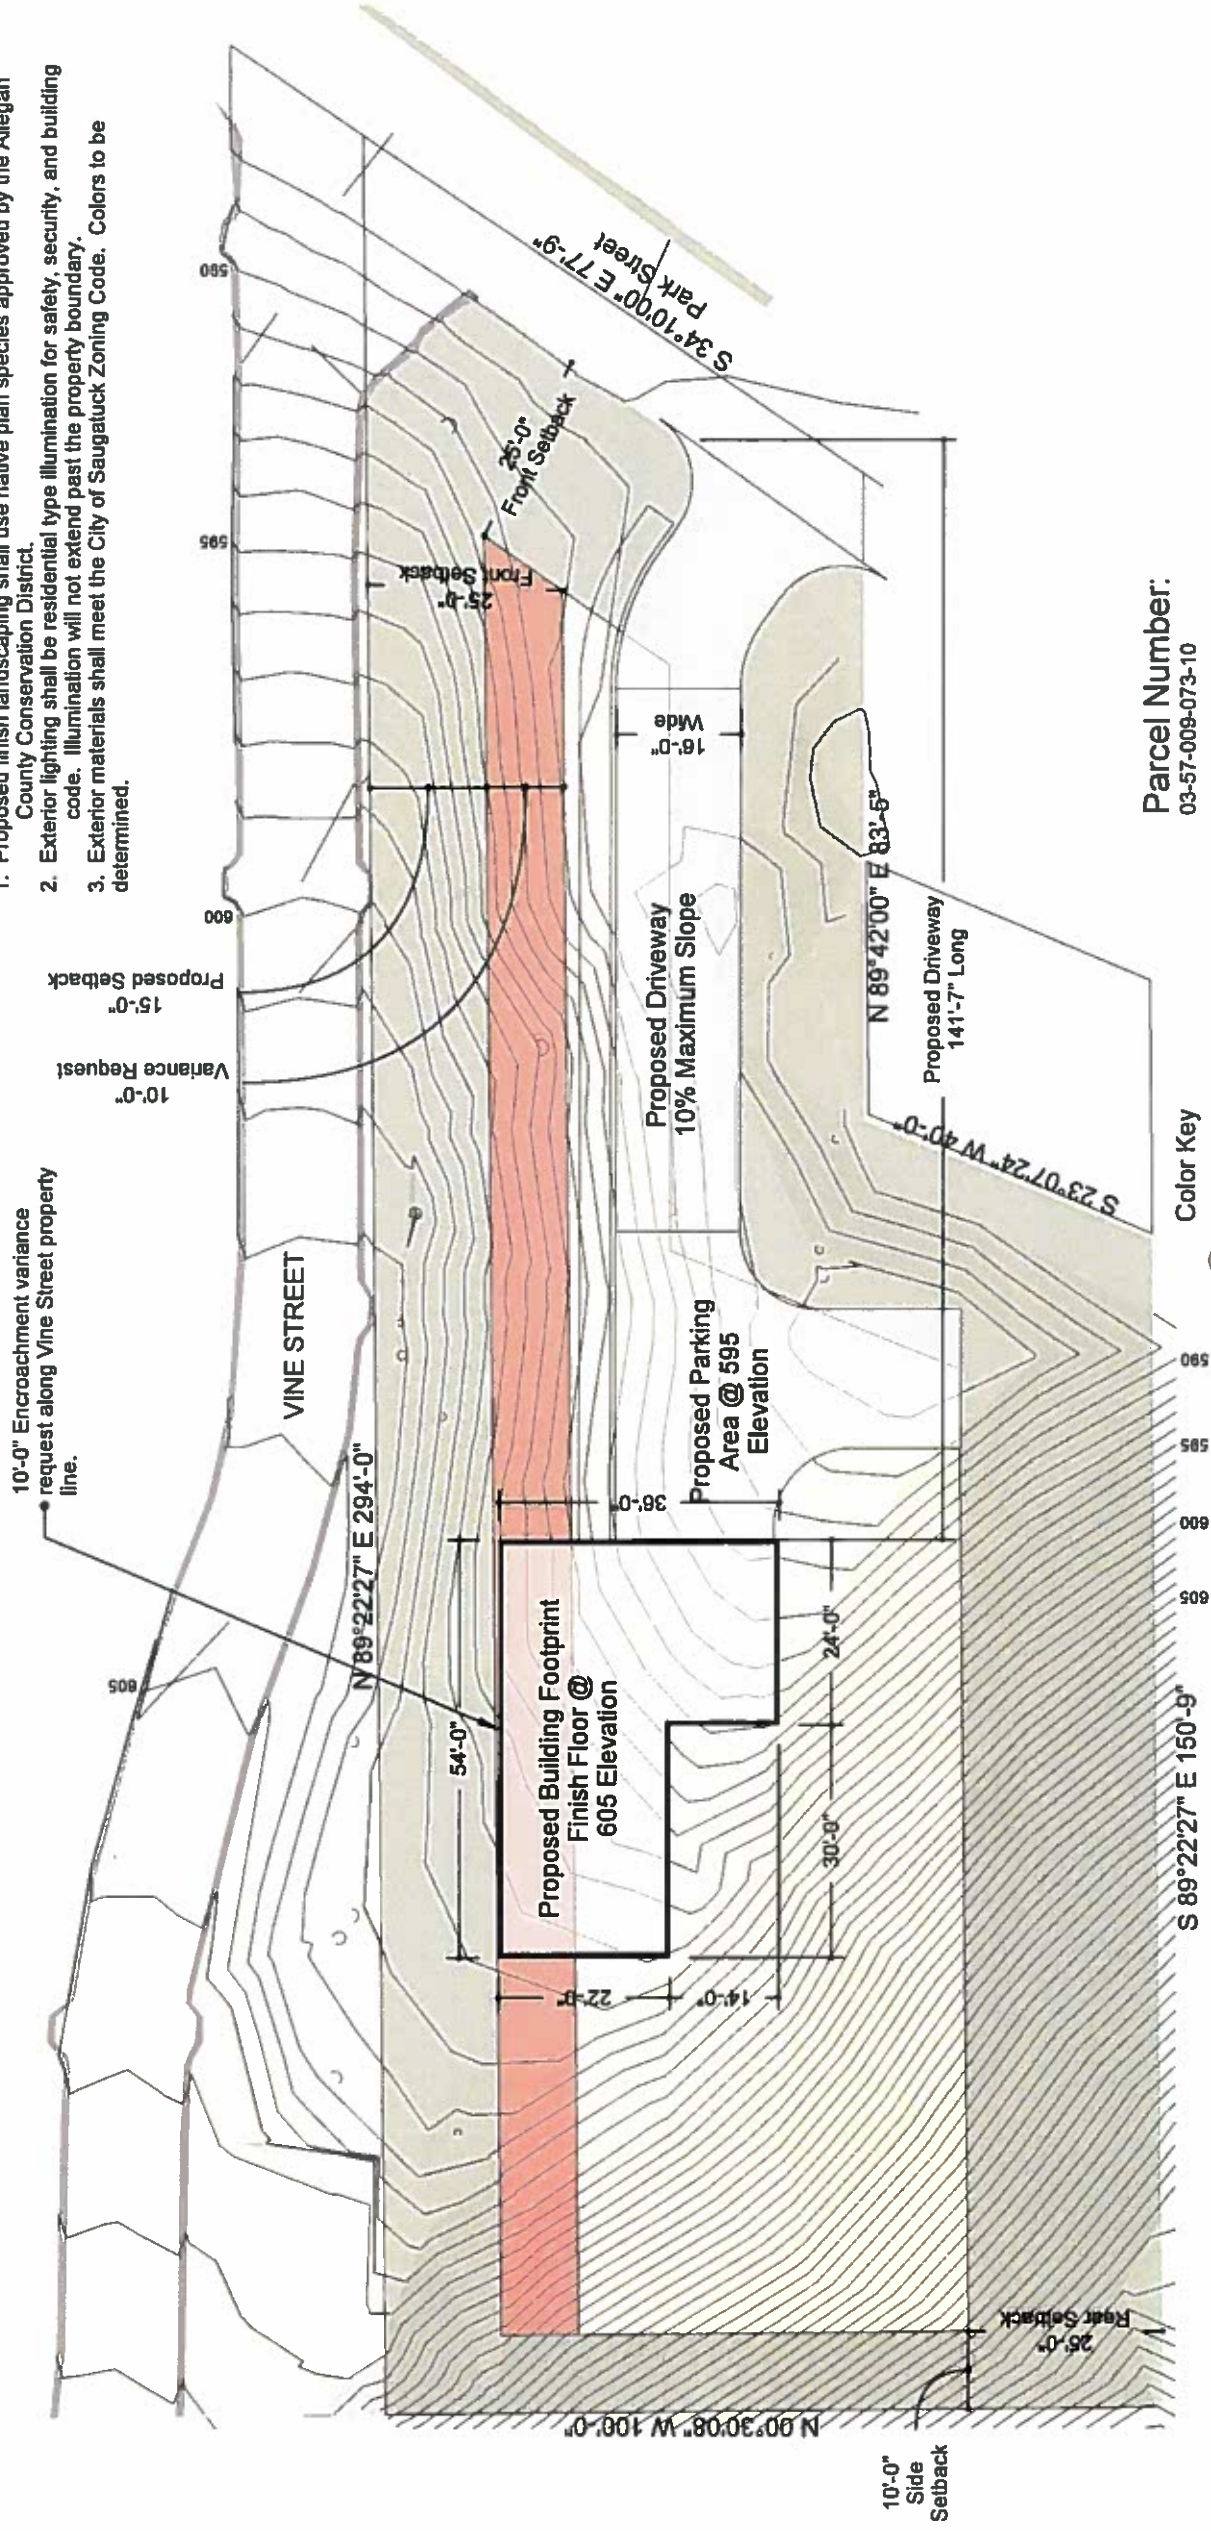 1. Proposed finish landscaping shall use native plan species approved by the Allegan
County Conservation District.
2. Exterior lighting shall be residential type illumination for safety, security, and building
code. Illumination will not extend past the property boundary.
3. Exterior materials shall meet the City of Saugatuck Zoning Code. Colors to be
determined.
10'-0" Encroachment variance
request along Vine Street property
line.
10'-0"
Variance Request
15'-0"
Proposed Setback
605
600
595
590
VINE STREET
N 89°22'27" E 294'-0"
S 34°10'00" E 77'-9"
Park Street
25'-0"
Front Setback
25'-0"
Front Setback
54'-0"
Proposed Building Footprint
Finish Floor @
605 Elevation
22'-0"
14'-0"
30'-0"
24'-0"
36'-0"
Proposed Parking
Area @ 595
Elevation
Proposed Driveway
10% Maximum Slope
16'-0"
Wide
N 89°42'00" E 83'-5"
Proposed Driveway
141'-7" Long
S 23°07'24" W 40'-0"
N 00°30'08" W 100'-0"
10'-0"
Side
Setback
25'-0"
Rear Setback
S 89°22'27" E 150'-9"
605
600
595
590
Color Key
Parcel Number:
03-57-009-073-10